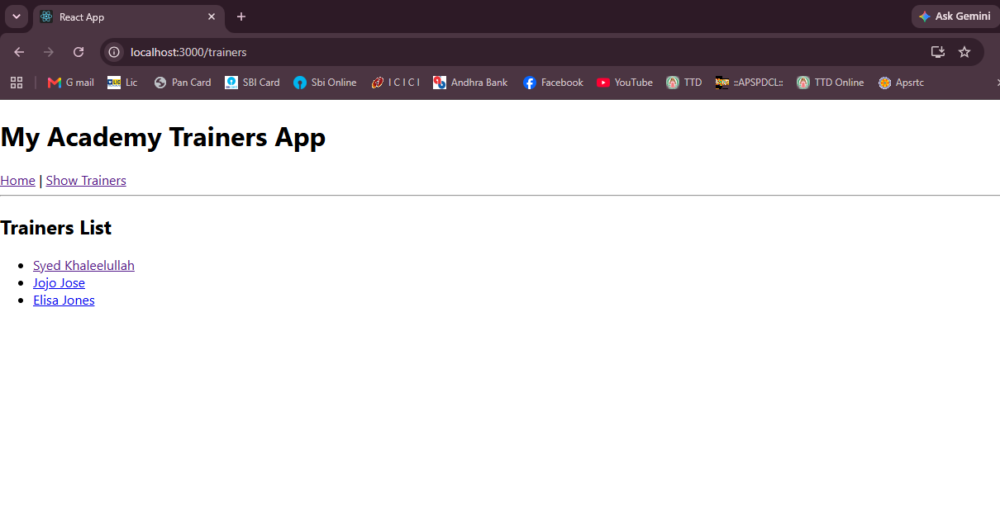 React App
Ask Gemini
localhost:3000/trainers
G mail Lic Pan Card SBI Card Sbi Online I C I C I Andhra Bank Facebook YouTube TTD ::APSPDCL:: TTD Online Apsrtc
My Academy Trainers App
Home | Show Trainers
Trainers List
Syed Khaleelullah
Jojo Jose
Elisa Jones